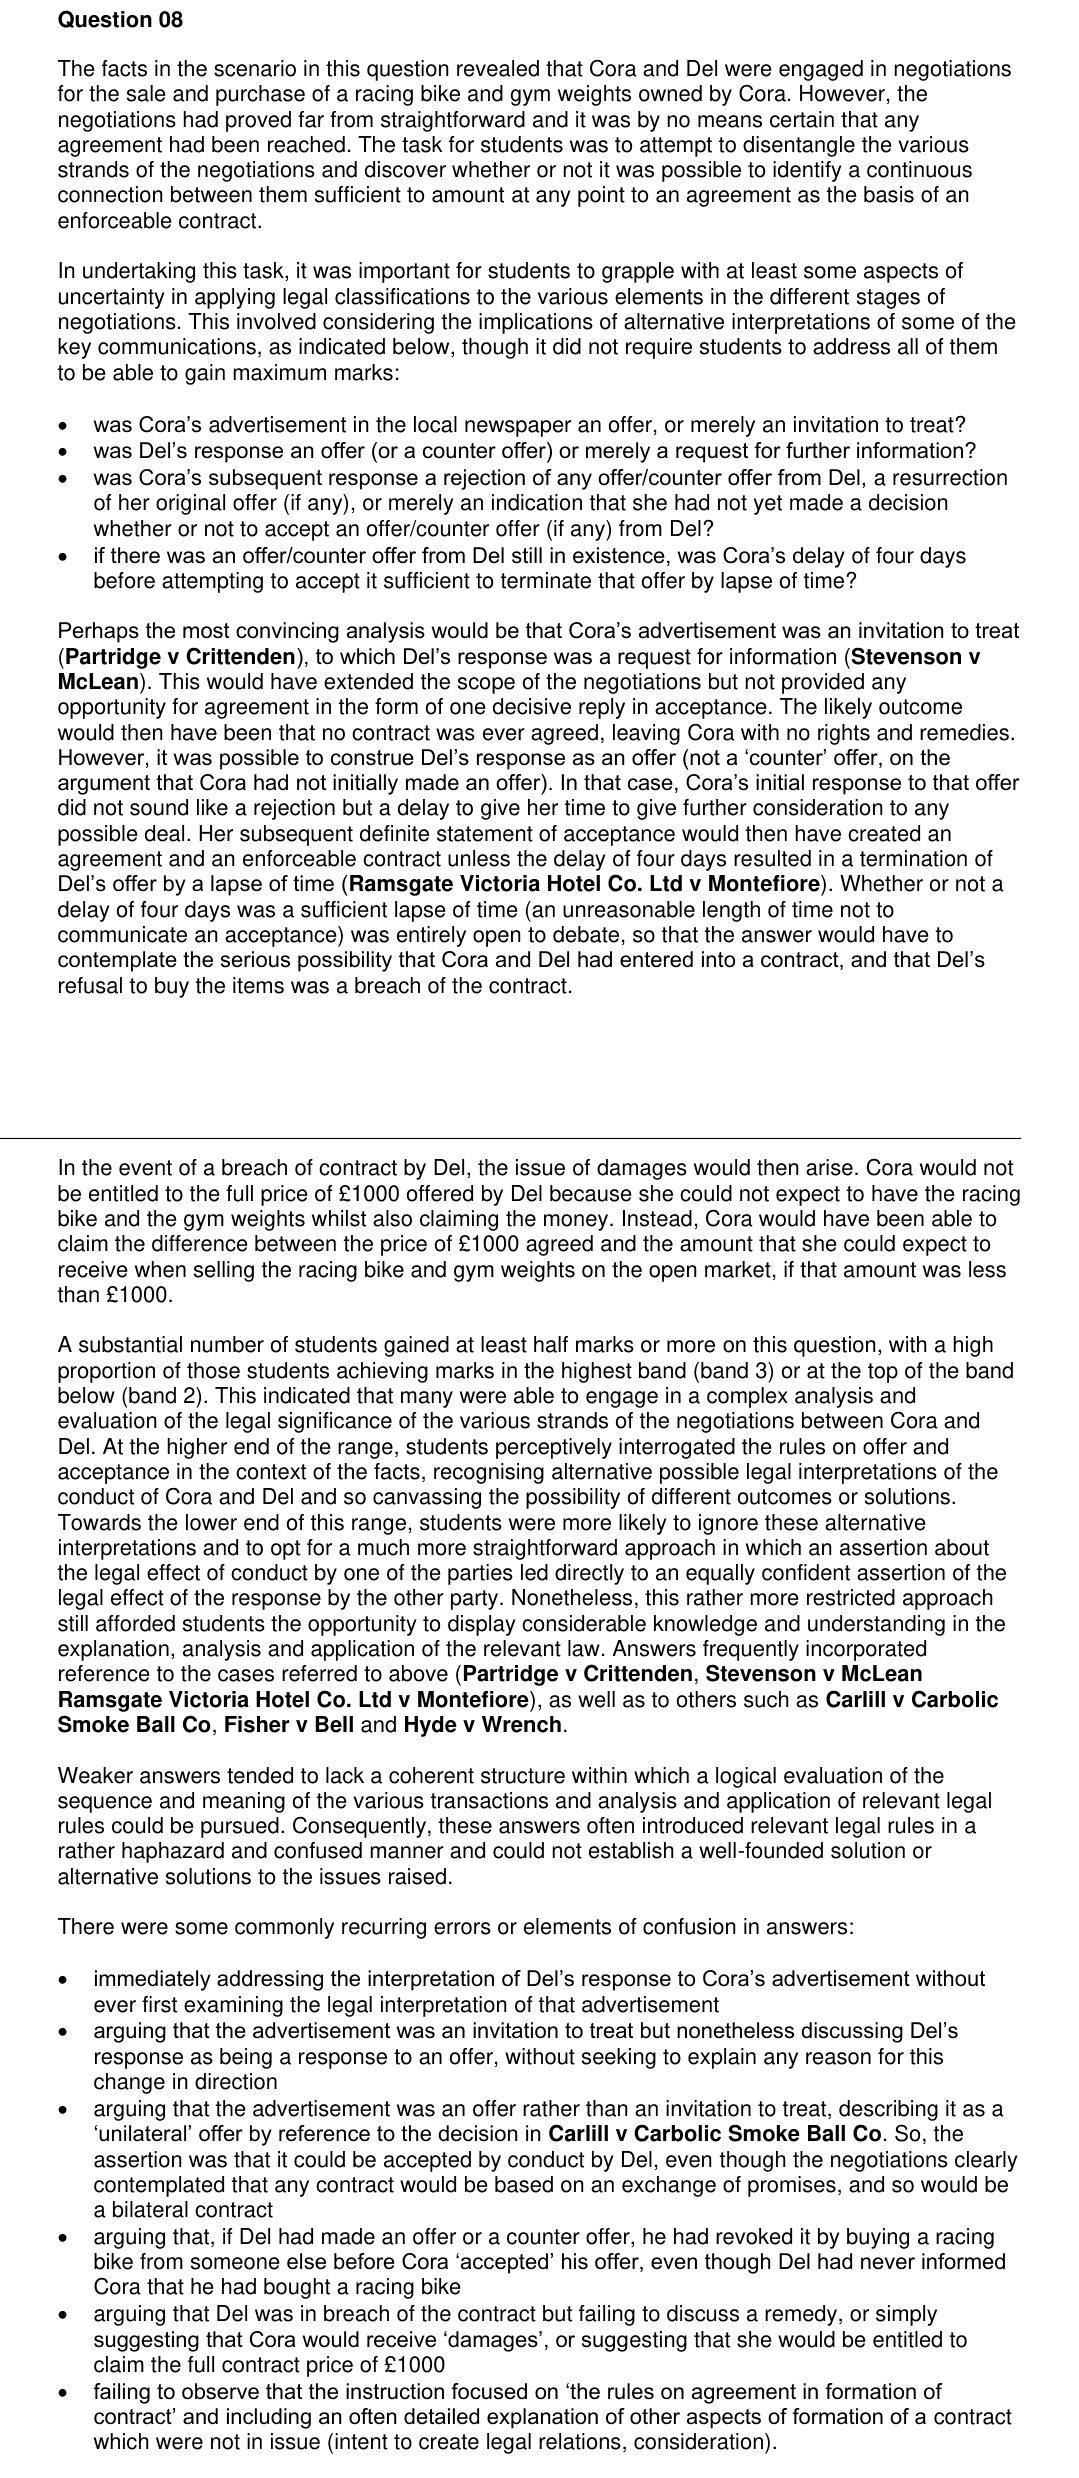 Question 08
The facts in the scenario in this question revealed that Cora and Del were engaged in negotiations
for the sale and purchase of a racing bike and gym weights owned by Cora. However, the
negotiations had proved far from straightforward and it was by no means certain that any
agreement had been reached. The task for students was to attempt to disentangle the various
strands of the negotiations and discover whether or not it was possible to identify a continuous
connection between them sufficient to amount at any point to an agreement as the basis of an
enforceable contract.
In undertaking this task, it was important for students to grapple with at least some aspects of
uncertainty in applying legal classifications to the various elements in the different stages of
negotiations. This involved considering the implications of alternative interpretations of some of the
key communications, as indicated below, though it did not require students to address all of them
to be able to gain maximum marks:
• was Cora’s advertisement in the local newspaper an offer, or merely an invitation to treat?
• was Del’s response an offer (or a counter offer) or merely a request for further information?
• was Cora’s subsequent response a rejection of any offer/counter offer from Del, a resurrection
of her original offer (if any), or merely an indication that she had not yet made a decision
whether or not to accept an offer/counter offer (if any) from Del?
• if there was an offer/counter offer from Del still in existence, was Cora’s delay of four days
before attempting to accept it sufficient to terminate that offer by lapse of time?
Perhaps the most convincing analysis would be that Cora’s advertisement was an invitation to treat
(Partridge v Crittenden), to which Del’s response was a request for information (Stevenson v
McLean). This would have extended the scope of the negotiations but not provided any
opportunity for agreement in the form of one decisive reply in acceptance. The likely outcome
would then have been that no contract was ever agreed, leaving Cora with no rights and remedies.
However, it was possible to construe Del’s response as an offer (not a ‘counter’ offer, on the
argument that Cora had not initially made an offer). In that case, Cora’s initial response to that offer
did not sound like a rejection but a delay to give her time to give further consideration to any
possible deal. Her subsequent definite statement of acceptance would then have created an
agreement and an enforceable contract unless the delay of four days resulted in a termination of
Del’s offer by a lapse of time (Ramsgate Victoria Hotel Co. Ltd v Montefiore). Whether or not a
delay of four days was a sufficient lapse of time (an unreasonable length of time not to
communicate an acceptance) was entirely open to debate, so that the answer would have to
contemplate the serious possibility that Cora and Del had entered into a contract, and that Del’s
refusal to buy the items was a breach of the contract.
In the event of a breach of contract by Del, the issue of damages would then arise. Cora would not
be entitled to the full price of £1000 offered by Del because she could not expect to have the racing
bike and the gym weights whilst also claiming the money. Instead, Cora would have been able to
claim the difference between the price of £1000 agreed and the amount that she could expect to
receive when selling the racing bike and gym weights on the open market, if that amount was less
than £1000.
A substantial number of students gained at least half marks or more on this question, with a high
proportion of those students achieving marks in the highest band (band 3) or at the top of the band
below (band 2). This indicated that many were able to engage in a complex analysis and
evaluation of the legal significance of the various strands of the negotiations between Cora and
Del. At the higher end of the range, students perceptively interrogated the rules on offer and
acceptance in the context of the facts, recognising alternative possible legal interpretations of the
conduct of Cora and Del and so canvassing the possibility of different outcomes or solutions.
Towards the lower end of this range, students were more likely to ignore these alternative
interpretations and to opt for a much more straightforward approach in which an assertion about
the legal effect of conduct by one of the parties led directly to an equally confident assertion of the
legal effect of the response by the other party. Nonetheless, this rather more restricted approach
still afforded students the opportunity to display considerable knowledge and understanding in the
explanation, analysis and application of the relevant law. Answers frequently incorporated
reference to the cases referred to above (Partridge v Crittenden, Stevenson v McLean
Ramsgate Victoria Hotel Co. Ltd v Montefiore), as well as to others such as Carlill v Carbolic
Smoke Ball Co, Fisher v Bell and Hyde v Wrench.
Weaker answers tended to lack a coherent structure within which a logical evaluation of the
sequence and meaning of the various transactions and analysis and application of relevant legal
rules could be pursued. Consequently, these answers often introduced relevant legal rules in a
rather haphazard and confused manner and could not establish a well-founded solution or
alternative solutions to the issues raised.
There were some commonly recurring errors or elements of confusion in answers:
• immediately addressing the interpretation of Del’s response to Cora’s advertisement without
ever first examining the legal interpretation of that advertisement
• arguing that the advertisement was an invitation to treat but nonetheless discussing Del’s
response as being a response to an offer, without seeking to explain any reason for this
change in direction
• arguing that the advertisement was an offer rather than an invitation to treat, describing it as a
‘unilateral’ offer by reference to the decision in Carlill v Carbolic Smoke Ball Co. So, the
assertion was that it could be accepted by conduct by Del, even though the negotiations clearly
contemplated that any contract would be based on an exchange of promises, and so would be
a bilateral contract
• arguing that, if Del had made an offer or a counter offer, he had revoked it by buying a racing
bike from someone else before Cora ‘accepted’ his offer, even though Del had never informed
Cora that he had bought a racing bike
• arguing that Del was in breach of the contract but failing to discuss a remedy, or simply
suggesting that Cora would receive ‘damages’, or suggesting that she would be entitled to
claim the full contract price of £1000
• failing to observe that the instruction focused on ‘the rules on agreement in formation of
contract’ and including an often detailed explanation of other aspects of formation of a contract
which were not in issue (intent to create legal relations, consideration).